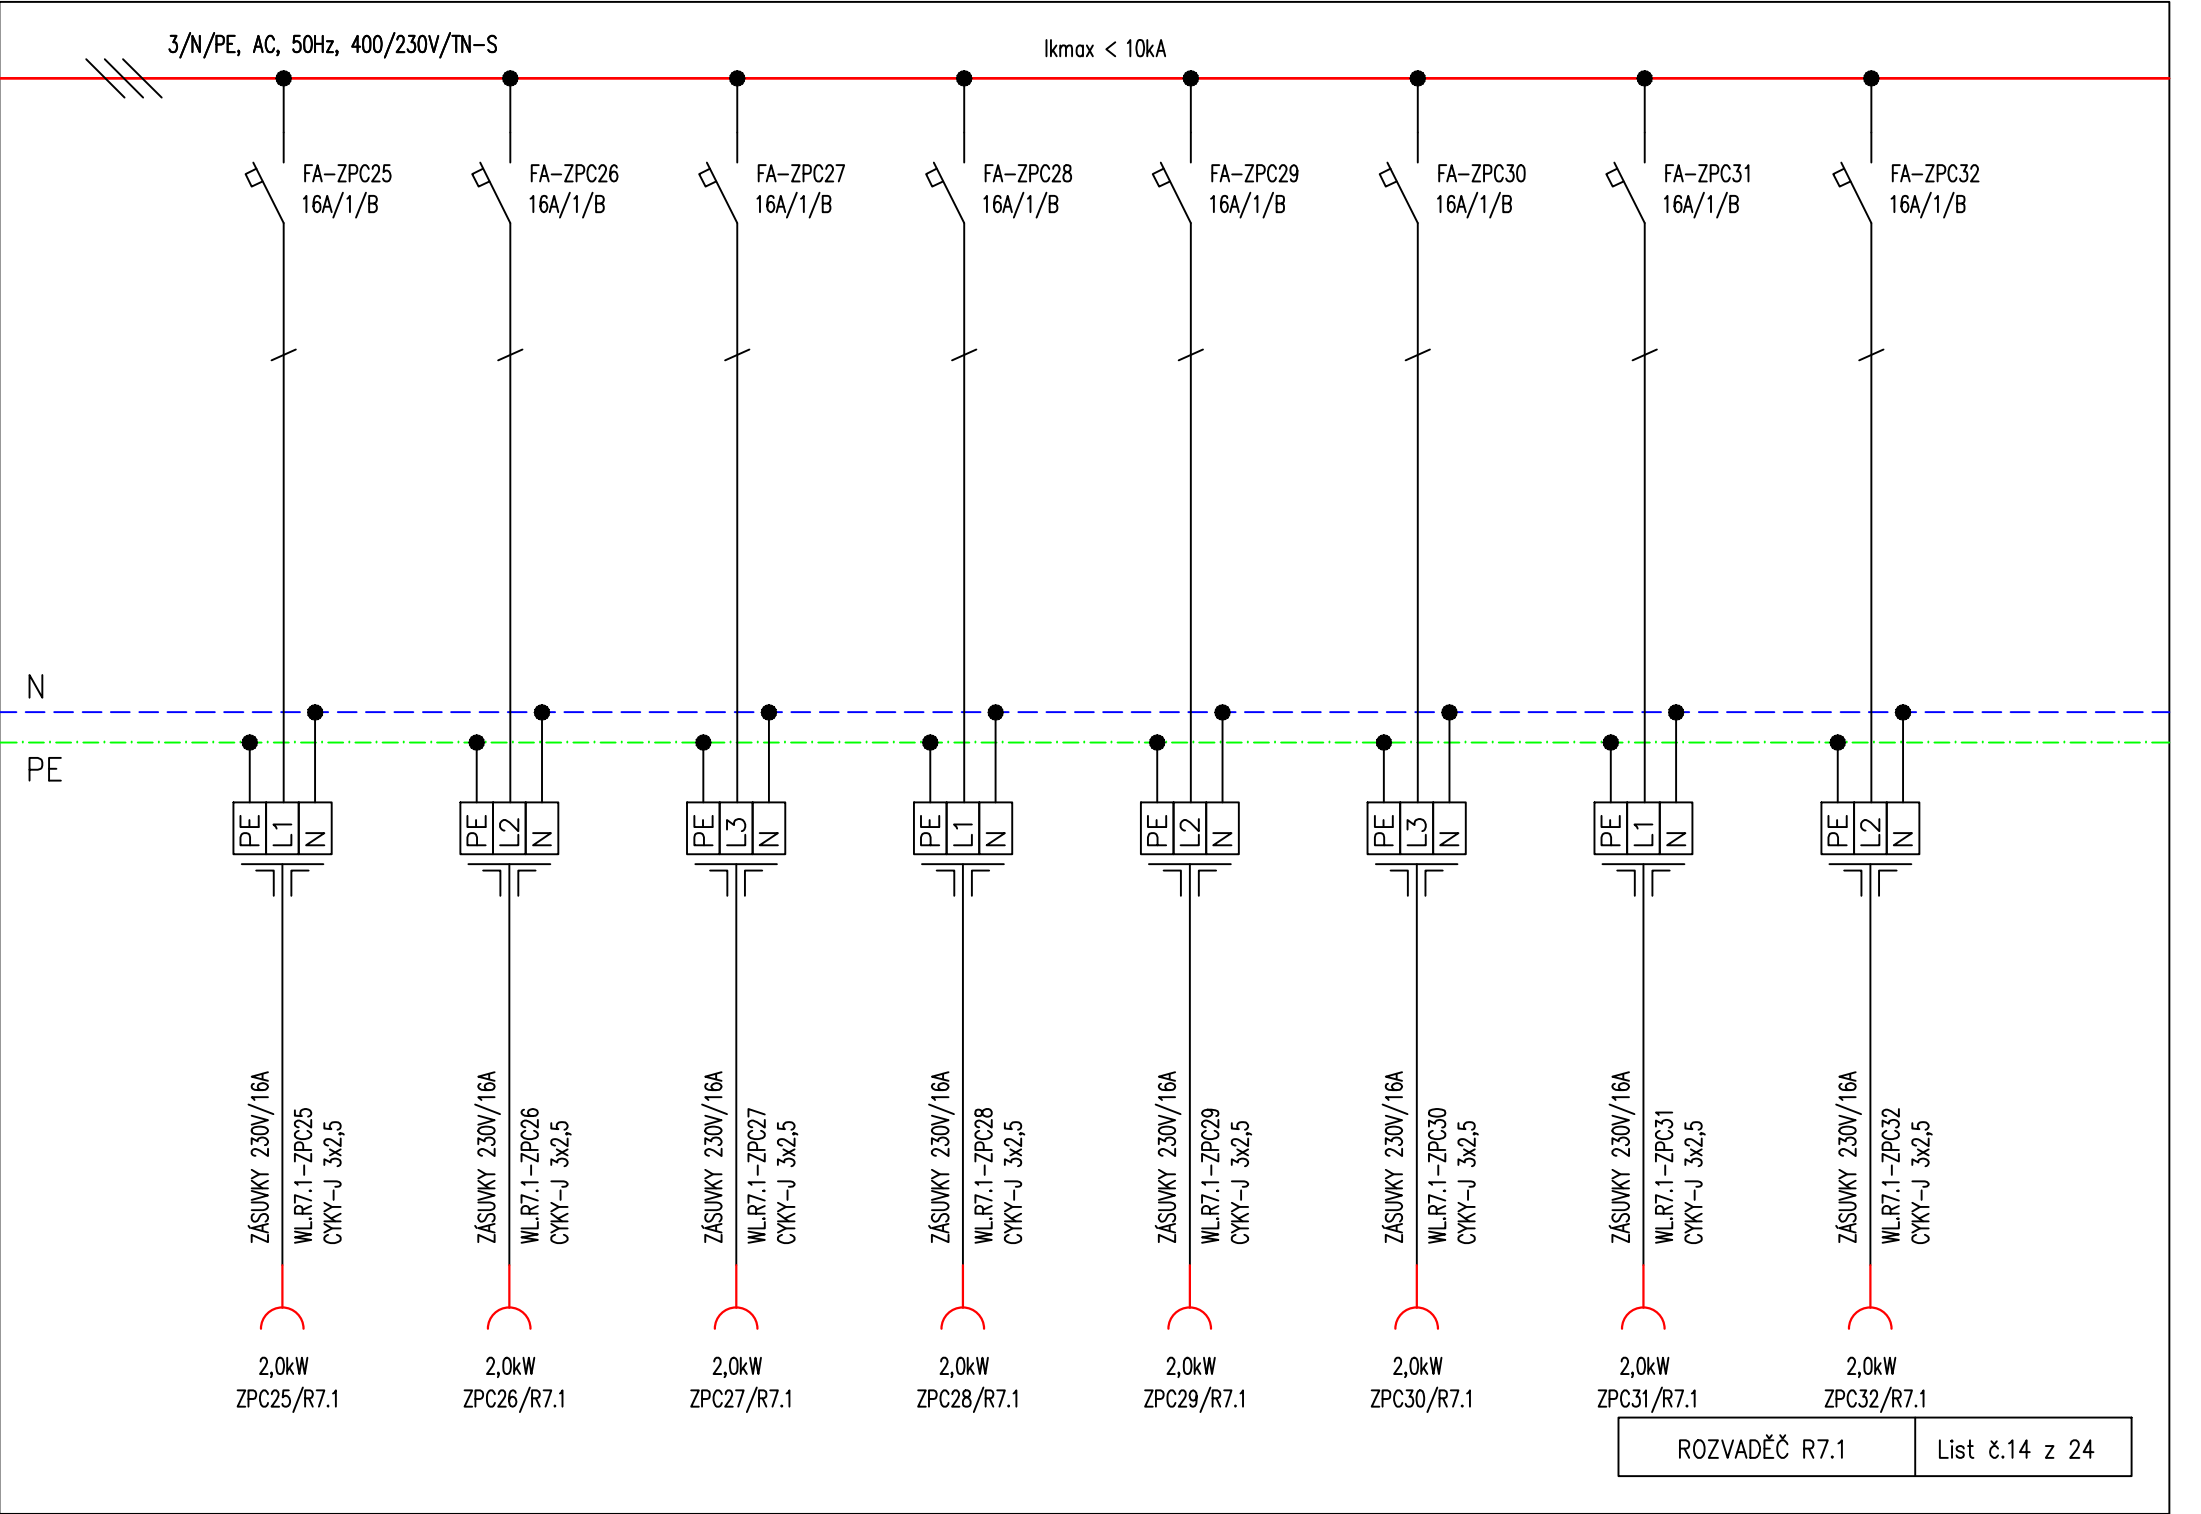 3/N/PE, AC, 50Hz, 400/230V/TN-S
Ikmax < 10kA
FA-ZPC25
16A/1/B
FA-ZPC26
16A/1/B
FA-ZPC27
16A/1/B
FA-ZPC28
16A/1/B
FA-ZPC29
16A/1/B
FA-ZPC30
16A/1/B
FA-ZPC31
16A/1/B
FA-ZPC32
16A/1/B
N
PE
PE L1 N
PE L2 N
PE L3 N
PE L1 N
PE L2 N
PE L3 N
PE L1 N
PE L2 N
ZÁSUVKY 230V/16A
WL.R7.1-ZPC25
CYKY-J 3x2,5
ZÁSUVKY 230V/16A
WL.R7.1-ZPC26
CYKY-J 3x2,5
ZÁSUVKY 230V/16A
WL.R7.1-ZPC27
CYKY-J 3x2,5
ZÁSUVKY 230V/16A
WL.R7.1-ZPC28
CYKY-J 3x2,5
ZÁSUVKY 230V/16A
WL.R7.1-ZPC29
CYKY-J 3x2,5
ZÁSUVKY 230V/16A
WL.R7.1-ZPC30
CYKY-J 3x2,5
ZÁSUVKY 230V/16A
WL.R7.1-ZPC31
CYKY-J 3x2,5
ZÁSUVKY 230V/16A
WL.R7.1-ZPC32
CYKY-J 3x2,5
2,0kW
ZPC25/R7.1
2,0kW
ZPC26/R7.1
2,0kW
ZPC27/R7.1
2,0kW
ZPC28/R7.1
2,0kW
ZPC29/R7.1
2,0kW
ZPC30/R7.1
2,0kW
ZPC31/R7.1
2,0kW
ZPC32/R7.1
ROZVADĚČ R7.1
List č.14 z 24